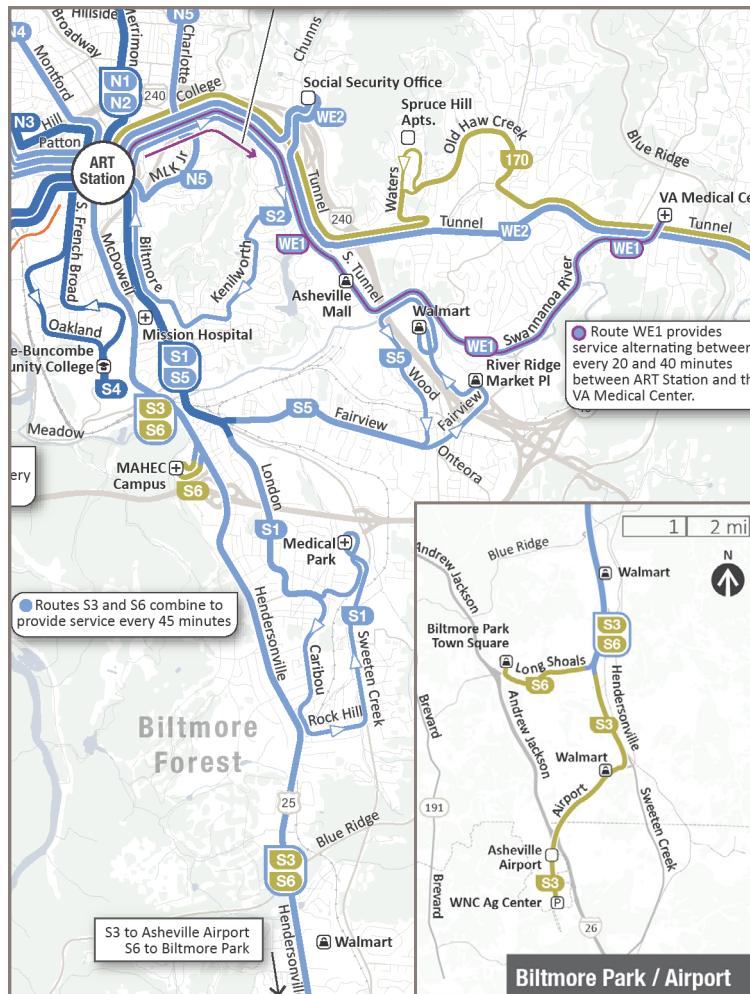 N4
Broadway
Merrimon
N5
Charlotte
Chunns
Montford
N1
N2
240
College
Social Security Office
WE2
Spruce Hill
Apts.
Old Haw Creek
170
Blue Ridge
N3
Hill
Patton
ART
Station
MLK Jr
N5
Tunnel
240
Waters
Tunnel
WE2
VA Medical Ce
Tunnel
S. French Broad
McDowell
Biltmore
S2
Kenilworth
WE1
S. Tunnel
WE1
Swannanoa River
Asheville
Mall
Walmart
WE1
Oakland
Mission Hospital
e-Buncombe
unity College
S4
S1
S5
S5
Wood
River Ridge
Market Pl
Fairview
Route WE1 provides
service alternating between
every 20 and 40 minutes
between ART Station and th
VA Medical Center.
S3
S6
S5
Fairview
Meadow
Onteora
ery
MAHEC
Campus
S6
London
S1
Medical
Park
S1
Routes S3 and S6 combine to
provide service every 45 minutes
Hendersonville
Caribou
Sweeten Creek
Rock Hill
Biltmore
Forest
25
Blue Ridge
S3
S6
S3 to Asheville Airport
S6 to Biltmore Park
Hendersonvill
Walmart
1
2 mi
N
Andrew Jackson
Blue Ridge
Walmart
S3
S6
Biltmore Park
Town Square
Long Shoals
S6
Hendersonville
Brevard
Andrew Jackson
S3
Walmart
Airport
191
Sweeten Creek
Asheville
Airport
S3
Brevard
WNC Ag Center
P
26
Biltmore Park / Airport